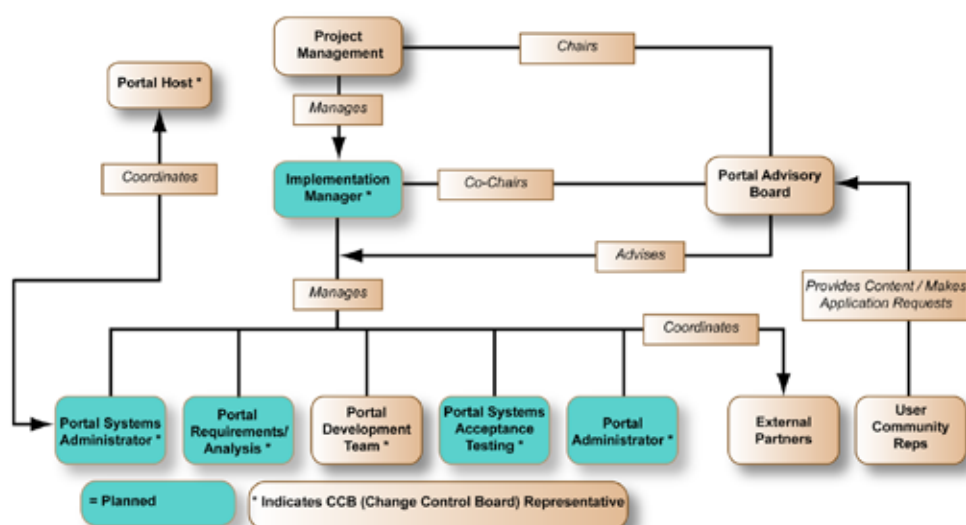 Project
Management
Chairs
Portal Host *
Manages
Coordinates
Implementation
Manager *
Co-Chairs
Portal Advisory
Board
Advises
Manages
Provides Content / Makes
Application Requests
Coordinates
Portal Systems
Administrator *
Portal
Requirements/
Analysis *
Portal
Development
Team *
Portal Systems
Acceptance
Testing *
Portal
Administrator *
External
Partners
User
Community
Reps
= Planned
* Indicates CCB (Change Control Board) Representative